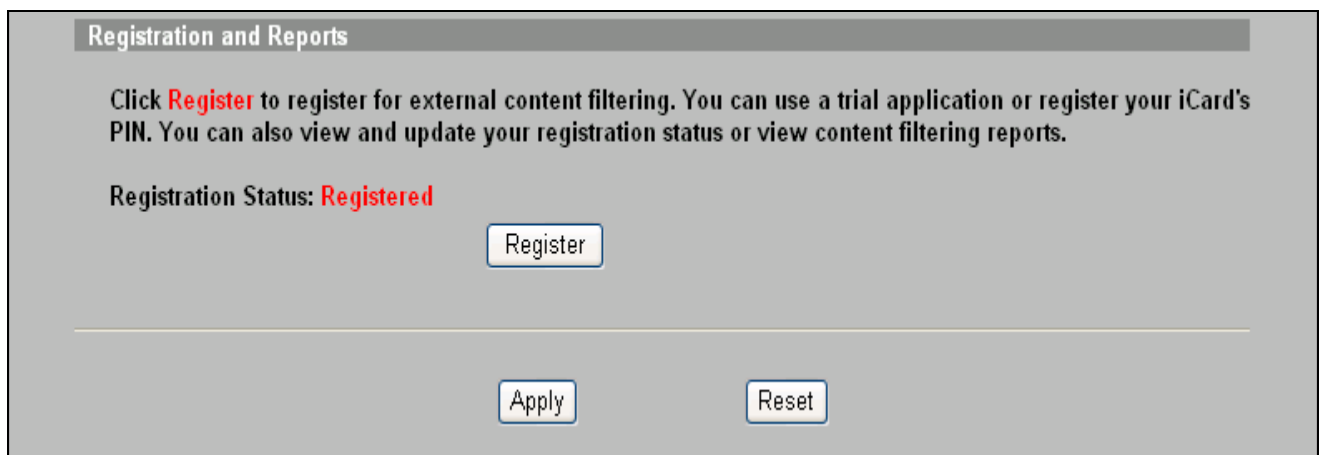 Registration and Reports
Click Register to register for external content filtering. You can use a trial application or register your iCard's
PIN. You can also view and update your registration status or view content filtering reports.
Registration Status: Registered
Register
Apply Reset